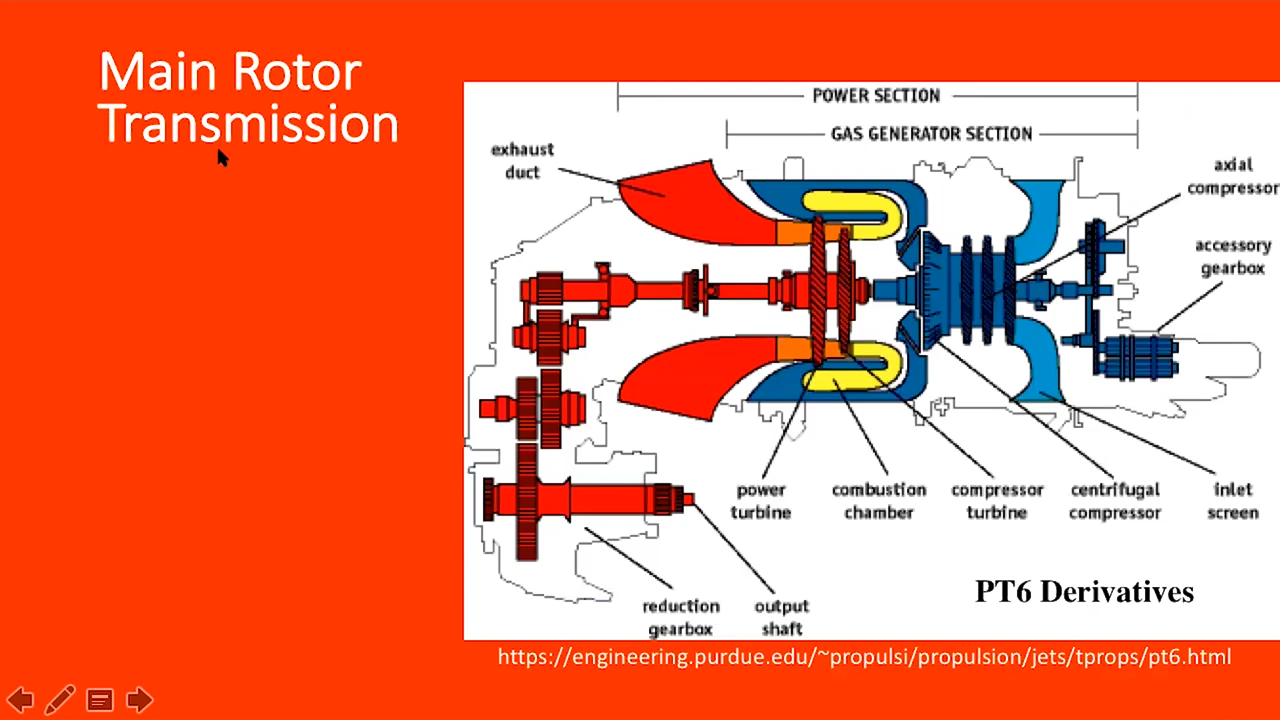 Main Rotor
Transmission
POWER SECTION
GAS GENERATOR SECTION
exhaust
duct
axial
compressor
accessory
gearbox
power
turbine
combustion
chamber
compressor
turbine
centrifugal
compressor
inlet
screen
reduction
gearbox
output
shaft
PT6 Derivatives
https://engineering.purdue.edu/~propulsi/propulsion/jets/tprops/pt6.html